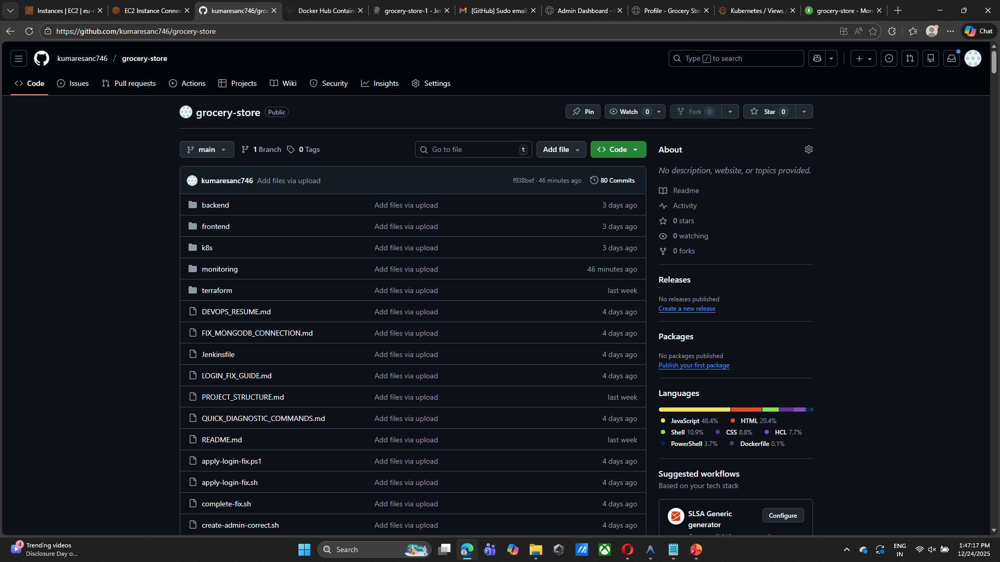 Instances | EC2 | eu-n
EC2 Instance Connec
kumaresanc746/groc
Docker Hub Contain
grocery-store-1 - Jen
[GitHub] Sudo email
Admin Dashboard -
Profile - Grocery Stor
Kubernetes / Views /
grocery-store - Mon
https://github.com/kumaresanc746/grocery-store
Chat
kumaresanc746 / grocery-store
Type / to search
Code
Issues
Pull requests
Actions
Projects
Wiki
Security
Insights
Settings
grocery-store Public
Pin
Watch 0
Fork 0
Star 0
main
1 Branch
0 Tags
Go to file t
Add file
Code
kumaresanc746 Add files via upload f938bef · 46 minutes ago 80 Commits
backend Add files via upload 3 days ago
frontend Add files via upload 3 days ago
k8s Add files via upload 3 days ago
monitoring Add files via upload 46 minutes ago
terraform Add files via upload last week
DEVOPS_RESUME.md Add files via upload 4 days ago
FIX_MONGODB_CONNECTION.md Add files via upload 4 days ago
Jenkinsfile Add files via upload 4 days ago
LOGIN_FIX_GUIDE.md Add files via upload 4 days ago
PROJECT_STRUCTURE.md Add files via upload last week
QUICK_DIAGNOSTIC_COMMANDS.md Add files via upload 4 days ago
README.md Add files via upload last week
apply-login-fix.ps1 Add files via upload 4 days ago
apply-login-fix.sh Add files via upload 4 days ago
complete-fix.sh Add files via upload 4 days ago
create-admin-correct.sh Add files via upload 4 days ago
About
No description, website, or topics provided.
Readme
Activity
0 stars
0 watching
0 forks
Releases
No releases published
Create a new release
Packages
No packages published
Publish your first package
Languages
JavaScript 48.4% HTML 20.4%
Shell 10.9% CSS 8.8% HCL 7.7%
PowerShell 3.7% Dockerfile 0.1%
Suggested workflows
Based on your tech stack
SLSA Generic
generator
Configure
4
Trending videos
Disclosure Day o...
Search
ENG
IN
1:47:17 PM
12/24/2025